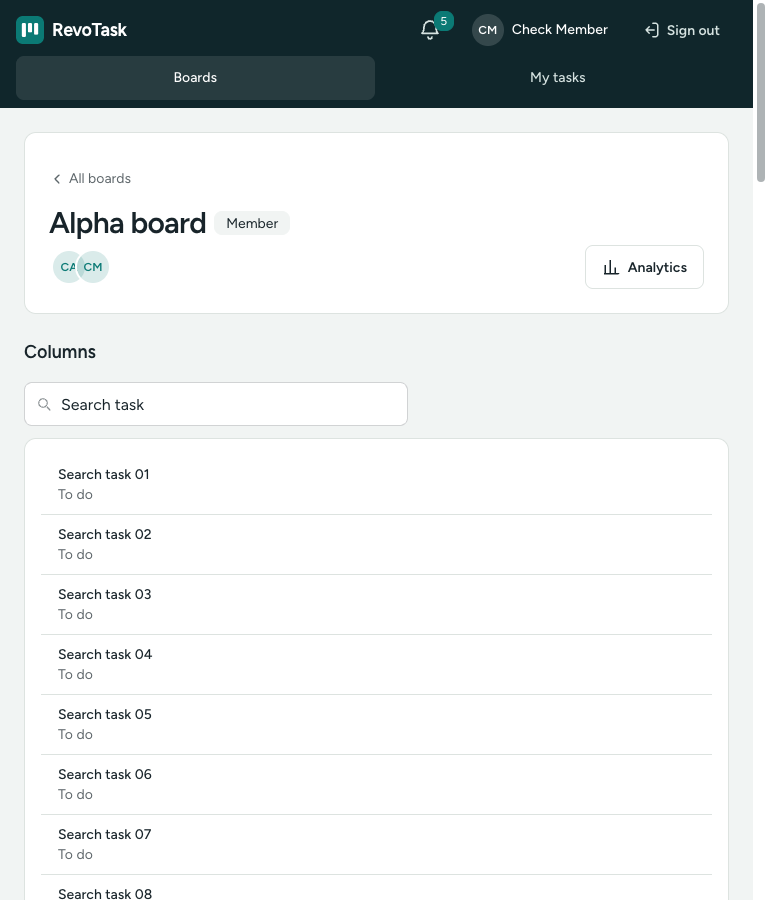 RevoTask
5
CM
Check Member
Sign out
Boards
My tasks
All boards
Alpha board
Member
CA
CM
Analytics
Columns
Search task
Search task 01
To do
Search task 02
To do
Search task 03
To do
Search task 04
To do
Search task 05
To do
Search task 06
To do
Search task 07
To do
Search task 08